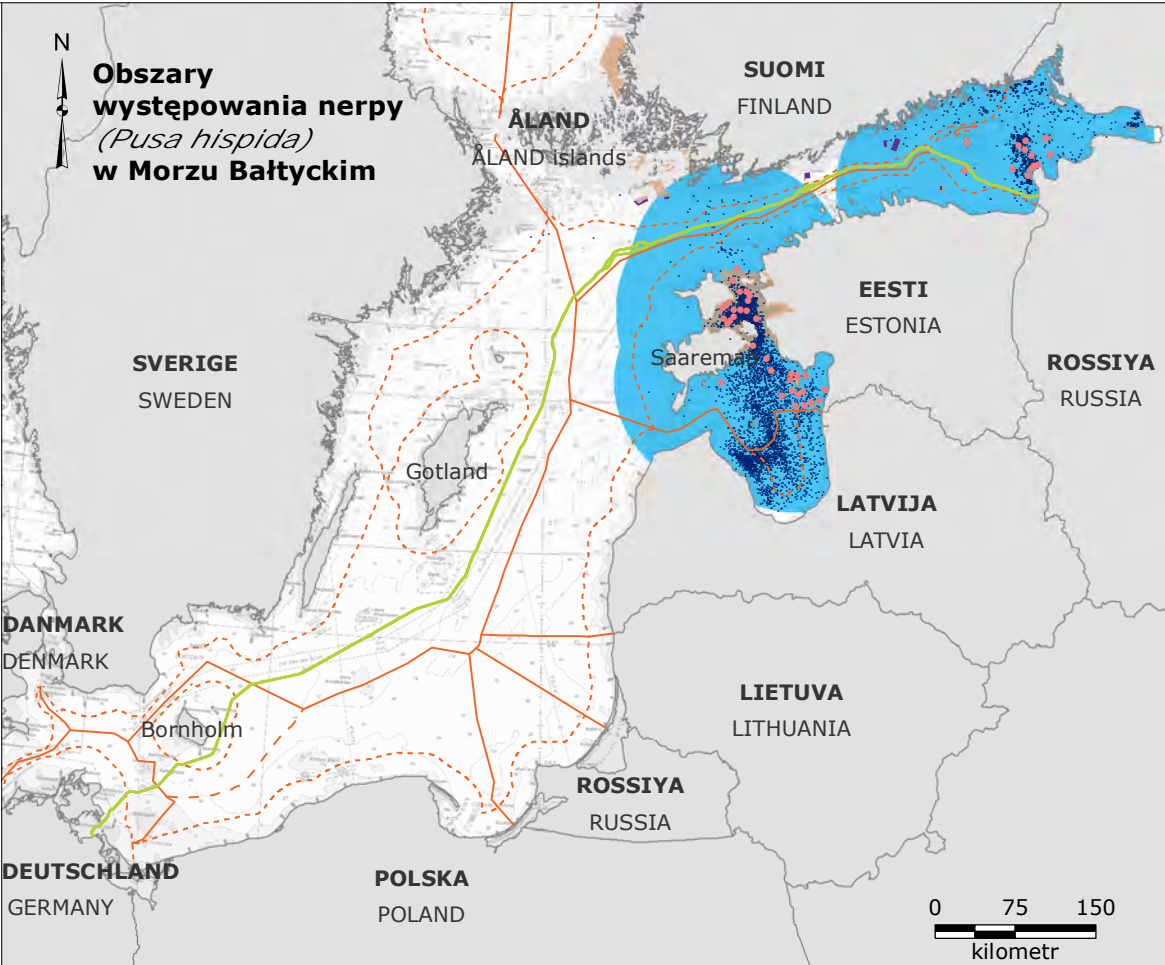 N
Obszary
występowania nerpy
(Pusa hispida)
w Morzu Bałtyckim
SUOMI
FINLAND
ÅLAND
ÅLAND islands
EESTI
ESTONIA
SVERIGE
SWEDEN
Saaremaa
ROSSIYA
RUSSIA
Gotland
LATVIJA
LATVIA
DANMARK
DENMARK
LIETUVA
LITHUANIA
Bornholm
ROSSIYA
RUSSIA
DEUTSCHLAND
GERMANY
POLSKA
POLAND
0 75 150
kilometr